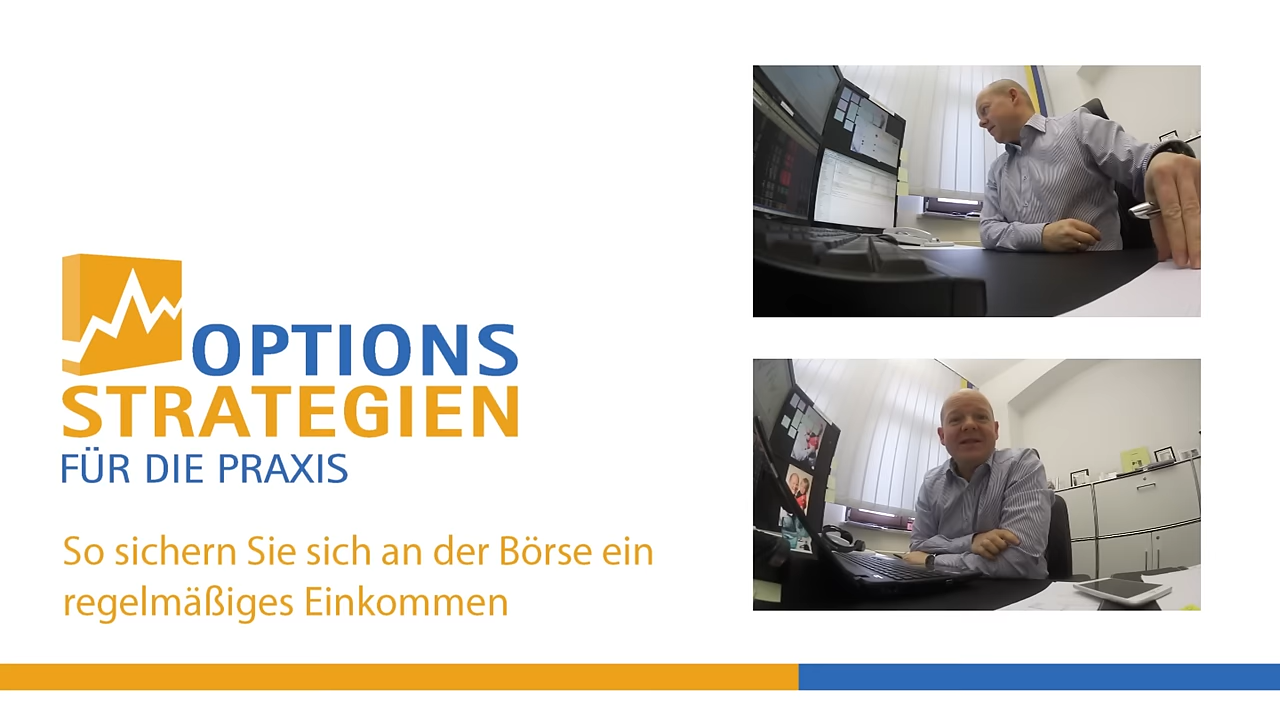 OPTIONS
STRATEGIEN
FÜR DIE PRAXIS
So sichern Sie sich an der Börse ein
regelmäßiges Einkommen